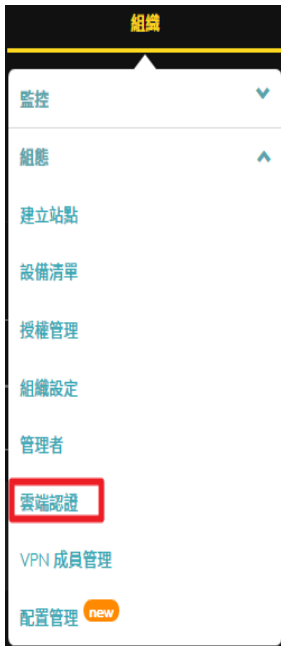 組織
監控
組態
建立站點
設備清單
授權管理
組織設定
管理者
雲端認證
VPN 成員管理
配置管理 new